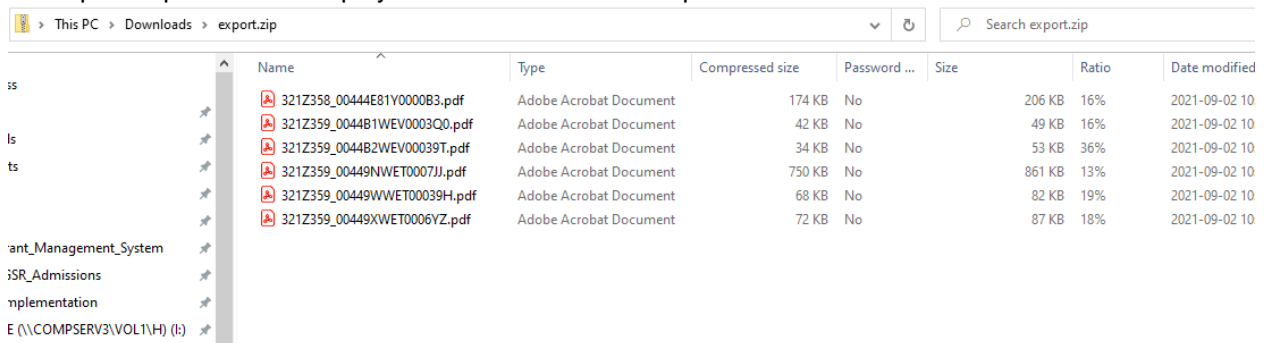 This PC > Downloads > export.zip
Search export.zip
Name Type Compressed size Password ... Size Ratio Date modified
321Z358_00444E81Y0000B3.pdf Adobe Acrobat Document 174 KB No 206 KB 16% 2021-09-02 10:
321Z359_0044B1WEV0003Q0.pdf Adobe Acrobat Document 42 KB No 49 KB 16% 2021-09-02 10:
321Z359_0044B2WEV00039T.pdf Adobe Acrobat Document 34 KB No 53 KB 36% 2021-09-02 10:
321Z359_00449NWET0007JJ.pdf Adobe Acrobat Document 750 KB No 861 KB 13% 2021-09-02 10:
321Z359_00449WWET00039H.pdf Adobe Acrobat Document 68 KB No 82 KB 19% 2021-09-02 10:
321Z359_00449XWET0006YZ.pdf Adobe Acrobat Document 72 KB No 87 KB 18% 2021-09-02 10:
ss
ls
ts
rant_Management_System
SR_Admissions
mplementation
E (\\COMPSERV3\VOL1\H) (I:)